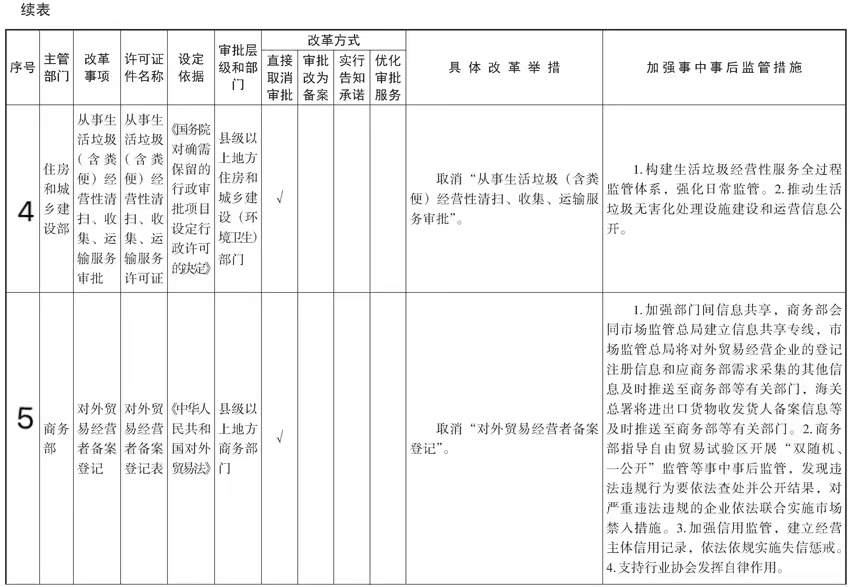 续表
序号
主管
部门
改革
事项
许可证
件名称
设定
依据
审批层
级和部
门
改革方式
直接
取消
审批
审批
改为
备案
实行
告知
承诺
优化
审批
服务
具体改革举措
加强事中事后监管措施
4
住房
和城
乡建
设部
从事生
活垃圾
（含粪
便）经
营性清
扫、收
集、运
输服务
审批
从事生
活垃圾
（含粪
便）经
营性清
扫、收
集、运
输服务
许可证
《国务院
对确需
保留的
行政审
批项目
设定行
政许可
的决定》
县级以
上地方
住房和
城乡建
设（环
境卫生）
部门
√
取消“从事生活垃圾（含粪
便）经营性清扫、收集、运输服
务审批”。
1.构建生活垃圾经营性服务全过程
监管体系，强化日常监管。2.推动生活
垃圾无害化处理设施建设和运营信息公
开。
5
商务
部
对外贸
易经营
者备案
登记
对外贸
易经营
者备案
登记表
《中华人
民共和
国对外
贸易法》
县级以
上地方
商务部
门
√
取消“对外贸易经营者备案
登记”。
1.加强部门间信息共享，商务部会
同市场监管总局建立信息共享专线，市
场监管总局将对外贸易经营企业的登记
注册信息和应商务部需求采集的其他信
息及时推送至商务部等有关部门，海关
总署将进出口货物收发货人备案信息等
及时推送至商务部等有关部门。2.商务
部指导自由贸易试验区开展“双随机、
一公开”监管等事中事后监管，发现违
法违规行为要依法查处并公开结果，对
严重违法违规的企业依法联合实施市场
禁入措施。3.加强信用监管，建立经营
主体信用记录，依法依规实施失信惩戒。
4.支持行业协会发挥自律作用。